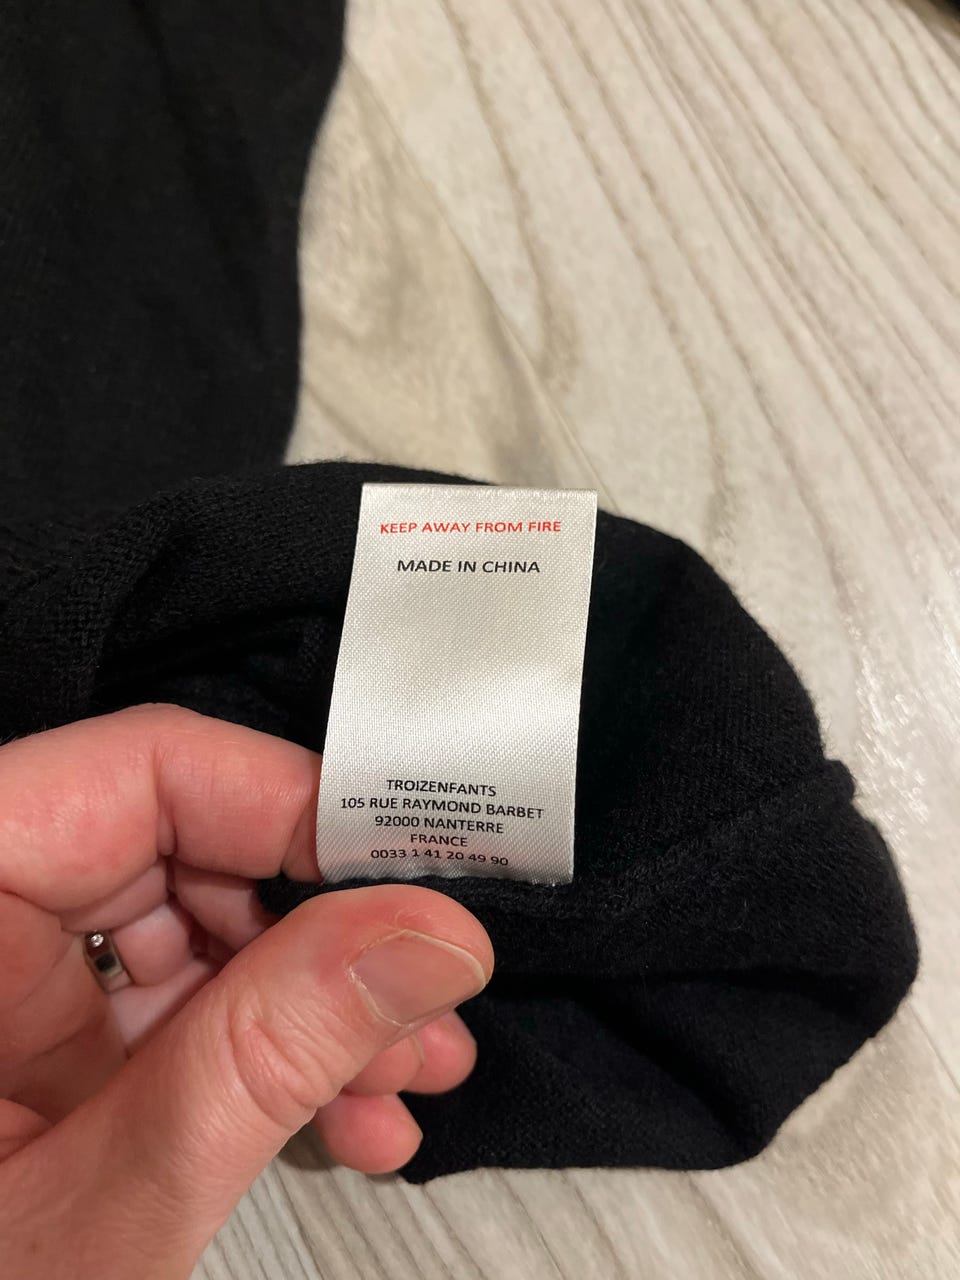 KEEP AWAY FROM FIRE
MADE IN CHINA
TROIZENFANTS
105 RUE RAYMOND BARBET
92000 NANTERRE
FRANCE
0033 1 41 20 49 90